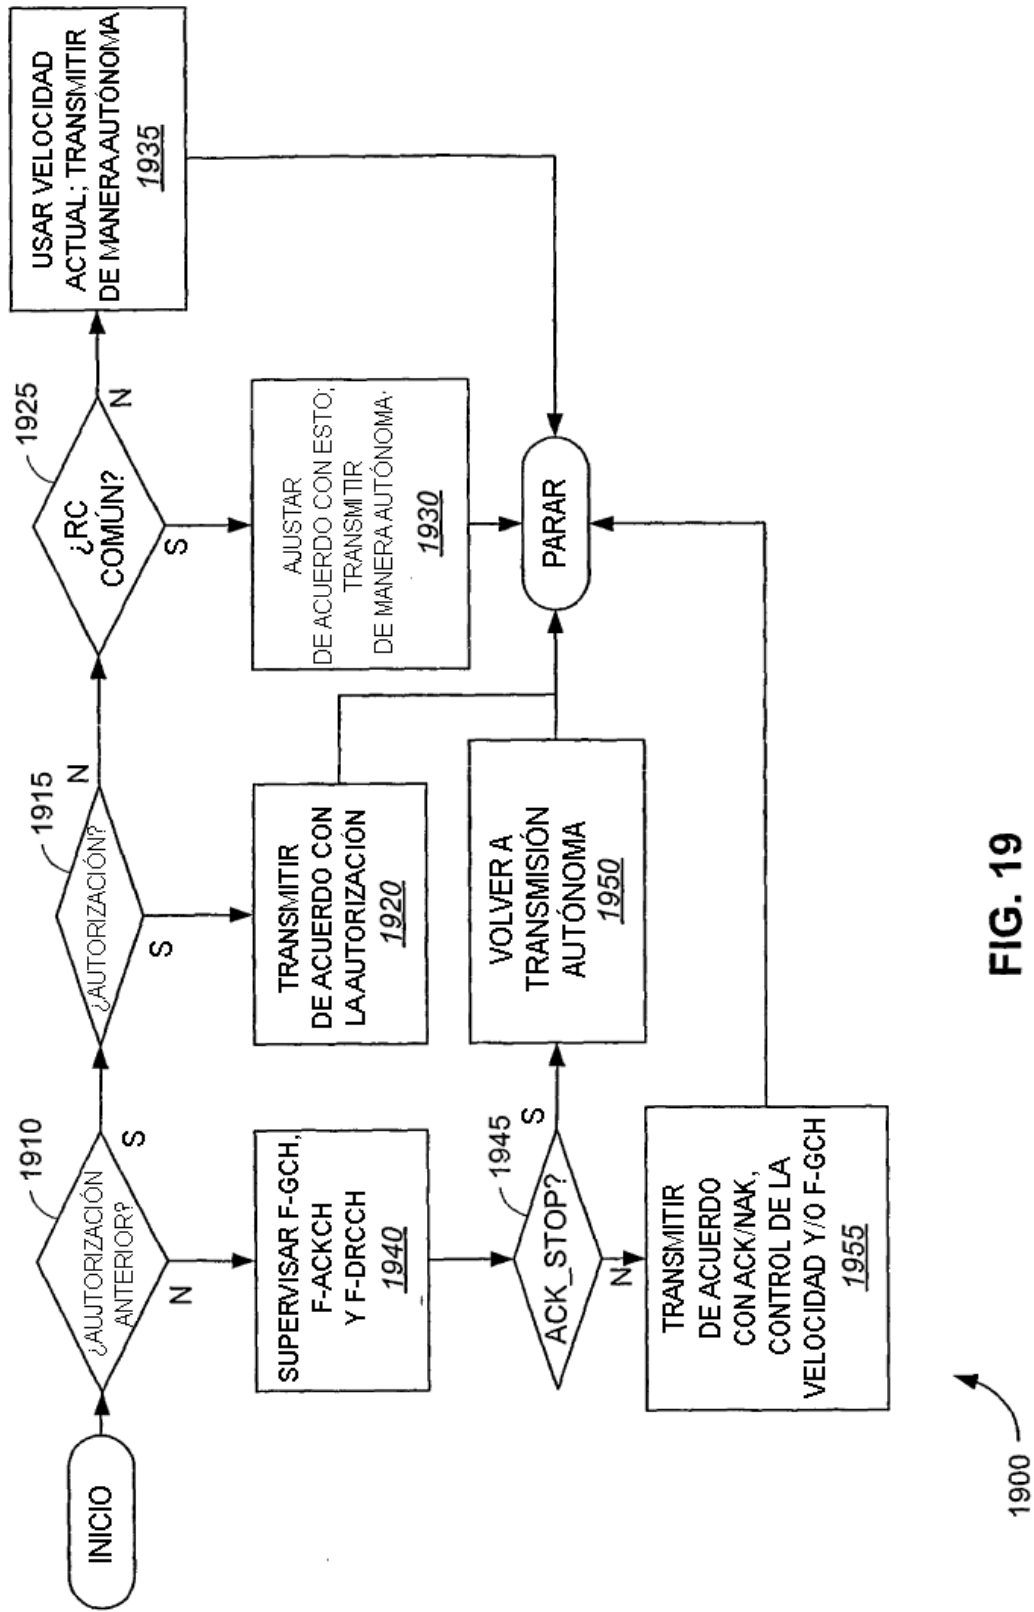 INICIO
1910
¿AUJTORIZACIÓN
ANTERIOR?
S
N
1915
¿AUTORIZACIÓN?
N
S
1925
¿RC
COMÚN?
N
S
USAR VELOCIDAD
ACTUAL; TRANSMITIR
DE MANERA AUTÓNOMA
1935
SUPERVISAR F-GCH,
F-ACKCH
Y F-DRCCH
1940
TRANSMITIR
DE ACUERDO CON
LA AUTORIZACIÓN
1920
AJUSTAR
DE ACUERDO CON ESTO;
TRANSMITIR
DE MANERA AUTÓNOMA.
1930
1945
ACK_STOP?
S
N
VOLVER A
TRANSMISIÓN
AUTÓNOMA
1950
PARAR
TRANSMITIR
DE ACUERDO
CON ACK/NAK,
CONTROL DE LA
VELOCIDAD Y/O F-GCH
1955
1900
FIG. 19